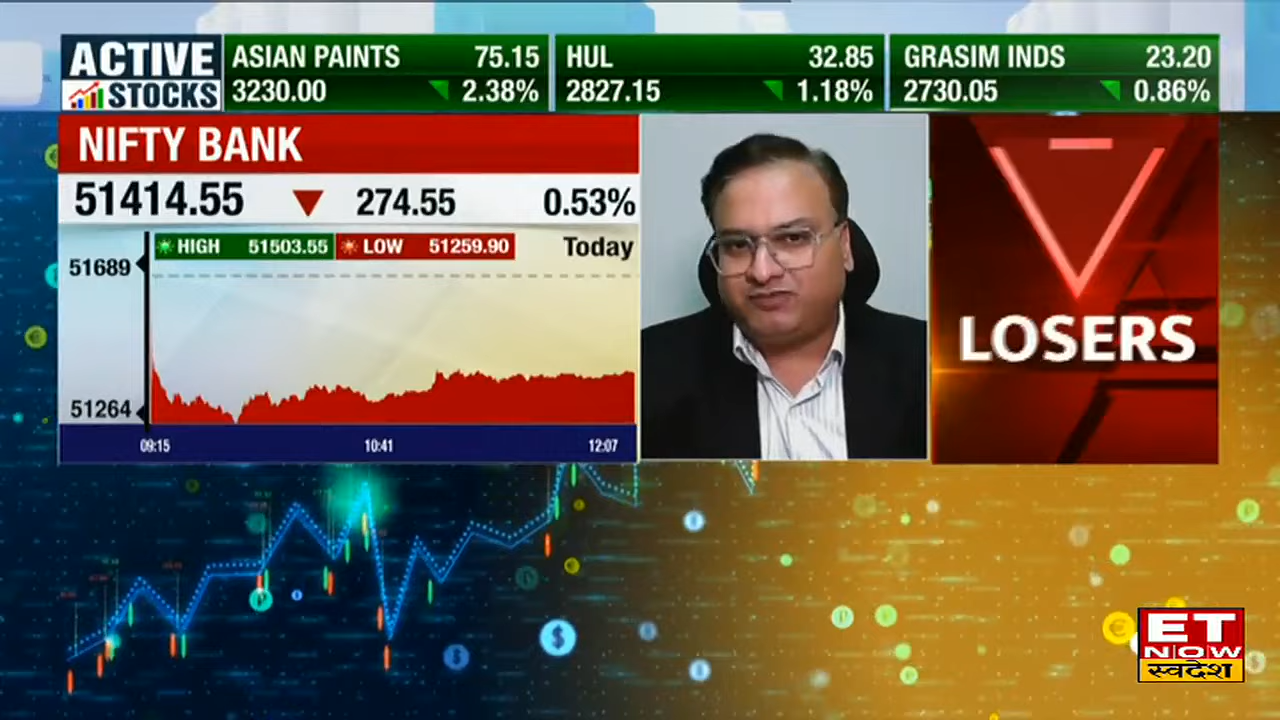 ACTIVE
STOCKS
ASIAN PAINTS 75.15
3230.00 2.38%
HUL 32.85
2827.15 1.18%
GRASIM INDS 23.20
2730.05 0.86%
NIFTY BANK
51414.55 274.55 0.53%
HIGH 51503.55 LOW 51259.90 Today
51689
51264
09:15 10:41 12:07
LOSERS
ET
NOW
स्वदेश